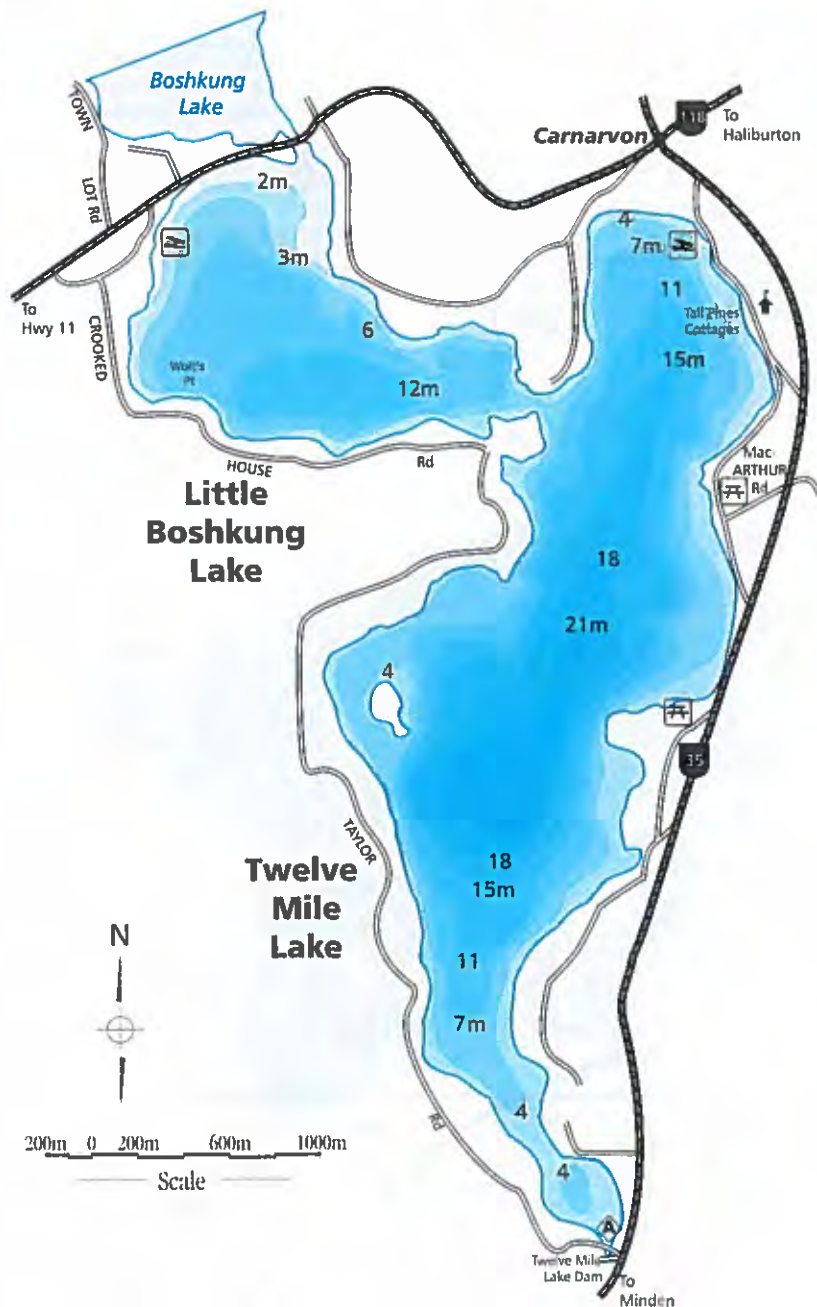 Boshkung
Lake
TOWN
LOT Rd
118
To
Haliburton
Carnarvon
2m
3m
4
7m
11
Tall Pines
Cottages
15m
To
Hwy 11
CROOKED
6
Wolf's
Pt
12m
HOUSE
Rd
Mac
ARTHUR
Rd
Little
Boshkung
Lake
18
21m
4
35
TAYLOR
18
15m
Twelve
Mile
Lake
N
11
7m
Rd
4
200m 0 200m 600m 1000m
Scale
4
A
Twelve Mile
Lake Dam
To
Minden